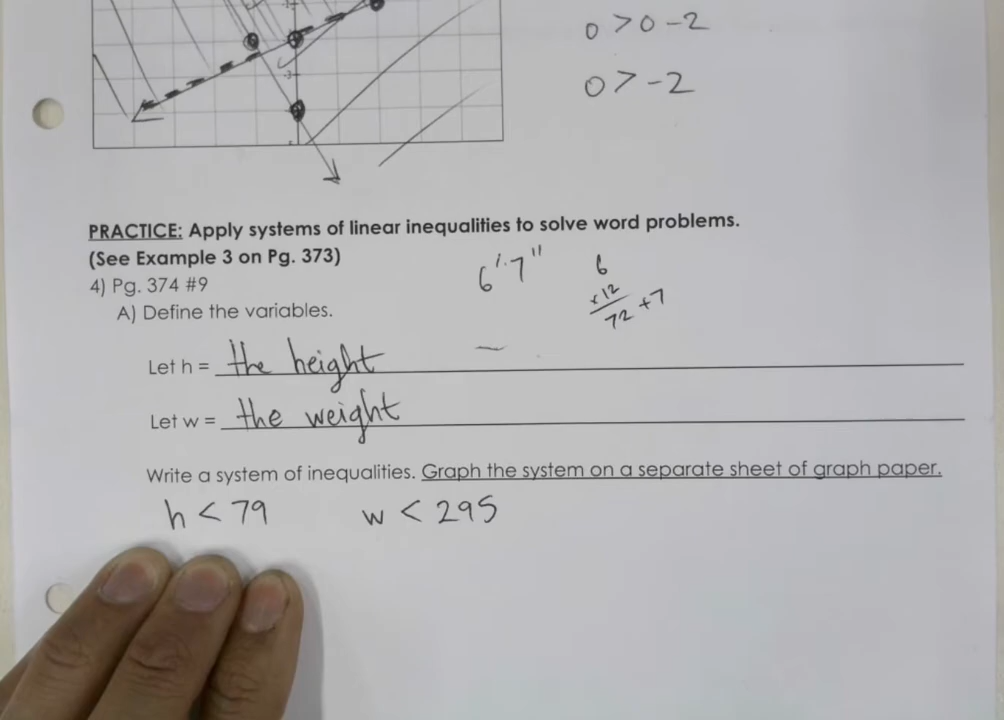 0 > 0 - 2
0 > -2
PRACTICE: Apply systems of linear inequalities to solve word problems.
(See Example 3 on Pg. 373)
6' 7"
6
x 12
72 + 7
4) Pg. 374 #9
A) Define the variables.
Let h = the height
Let w = the weight
Write a system of inequalities. Graph the system on a separate sheet of graph paper.
h < 79 w < 295